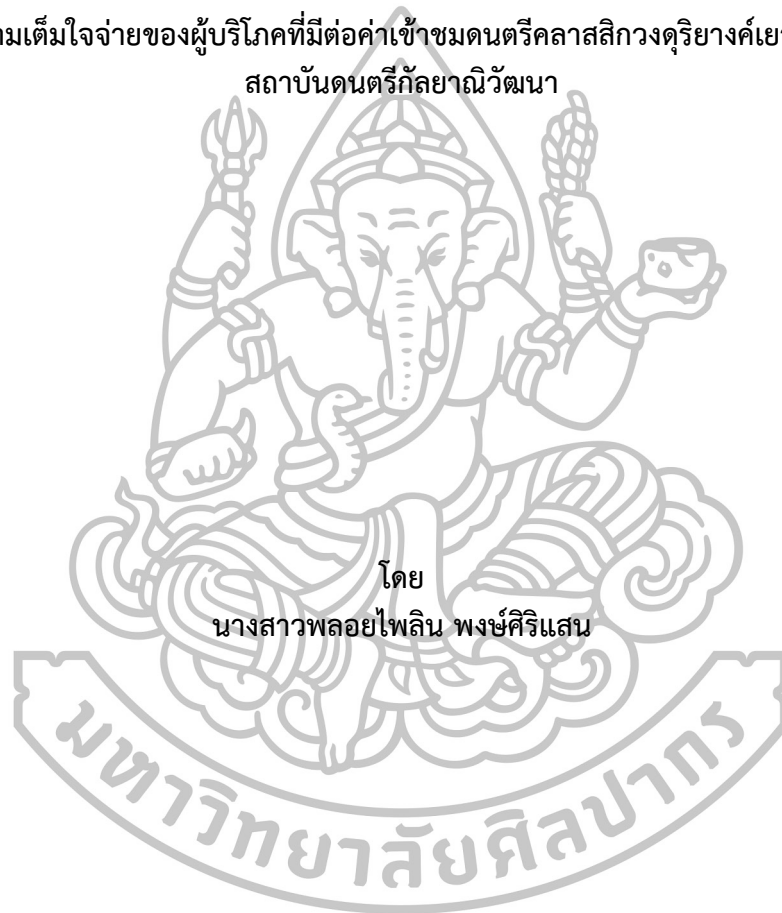 มเต็มใจจ่ายของผู้บริโภคที่มีต่อค่าเข้าชมดนตรีคลาสสิกวงดุริยางค์เย
สถาบันดนตรีกัลยาณิวัฒนา
โดย
นางสาวพลอยไพลิน พงษ์ศิริแสน
มหาวิทยาลัยศิลปากร